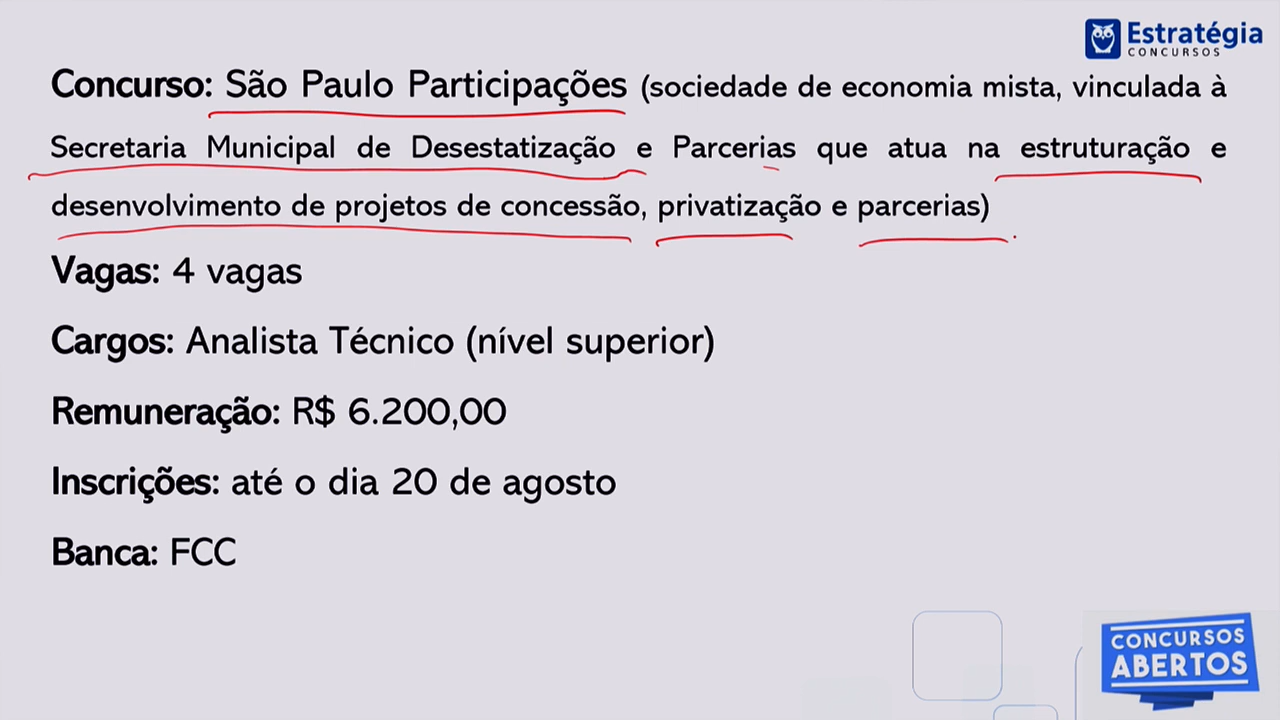 Estratégia
CONCURSOS
Concurso: São Paulo Participações (sociedade de economia mista, vinculada à
Secretaria Municipal de Desestatização e Parcerias que atua na estruturação e
desenvolvimento de projetos de concessão, privatização e parcerias)
Vagas: 4 vagas
Cargos: Analista Técnico (nível superior)
Remuneração: R$ 6.200,00
Inscrições: até o dia 20 de agosto
Banca: FCC
CONCURSOS
ABERTOS